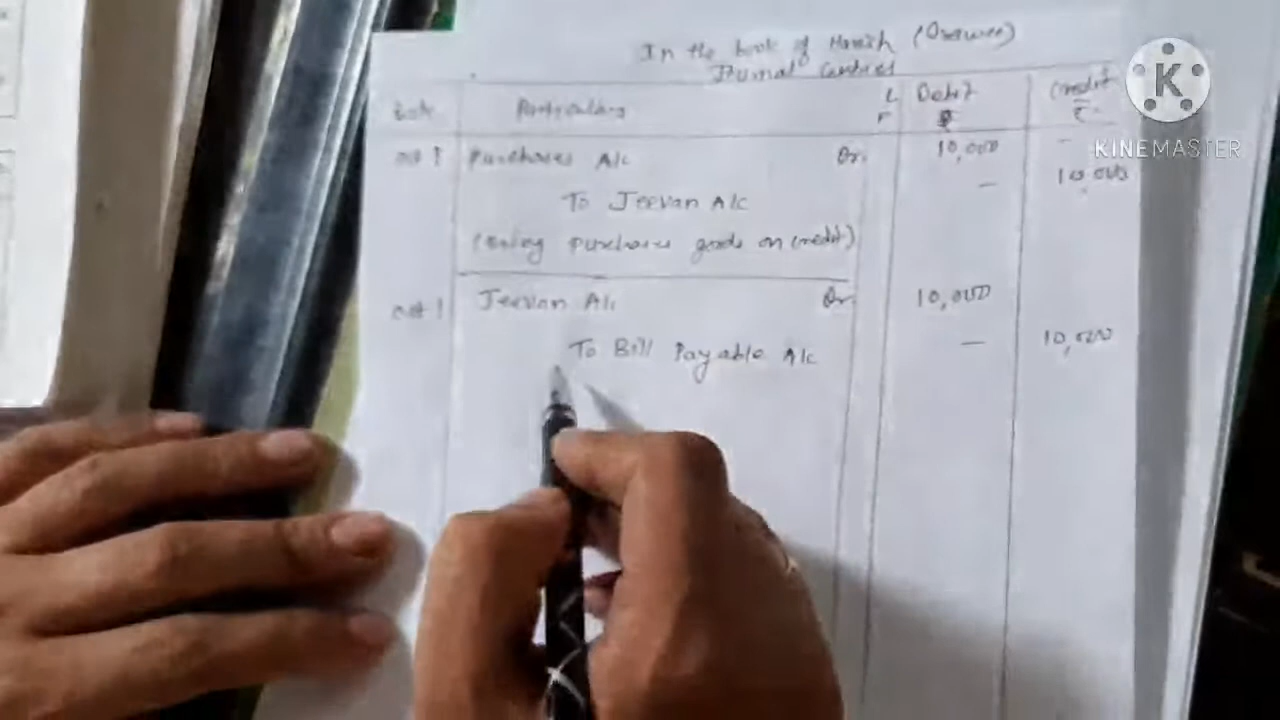 In the book of Harish (Drawee)
Journal entries
Date Particulars L F Debit ₹ Credit ₹
oct 1 Purchases A/c Dr. 10,000 -
To Jeevan A/c - 10,000
(Being Purchases goods on credit)
oct 1 Jeevan A/c Dr. 10,000
To Bill Payable A/c - 10,000
K
KINEMASTER